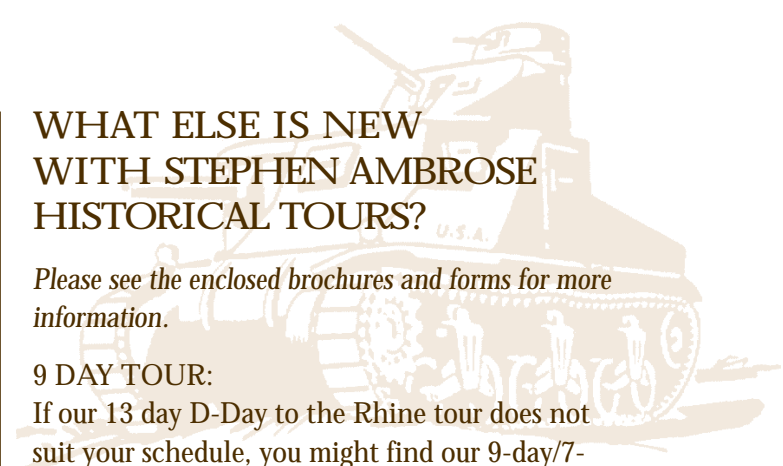 WHAT ELSE IS NEW
WITH STEPHEN AMBROSE
HISTORICAL TOURS?
U.S.A.
Please see the enclosed brochures and forms for more
information.
9 DAY TOUR:
If our 13 day D-Day to the Rhine tour does not
suit your schedule, you might find our 9-day/7-